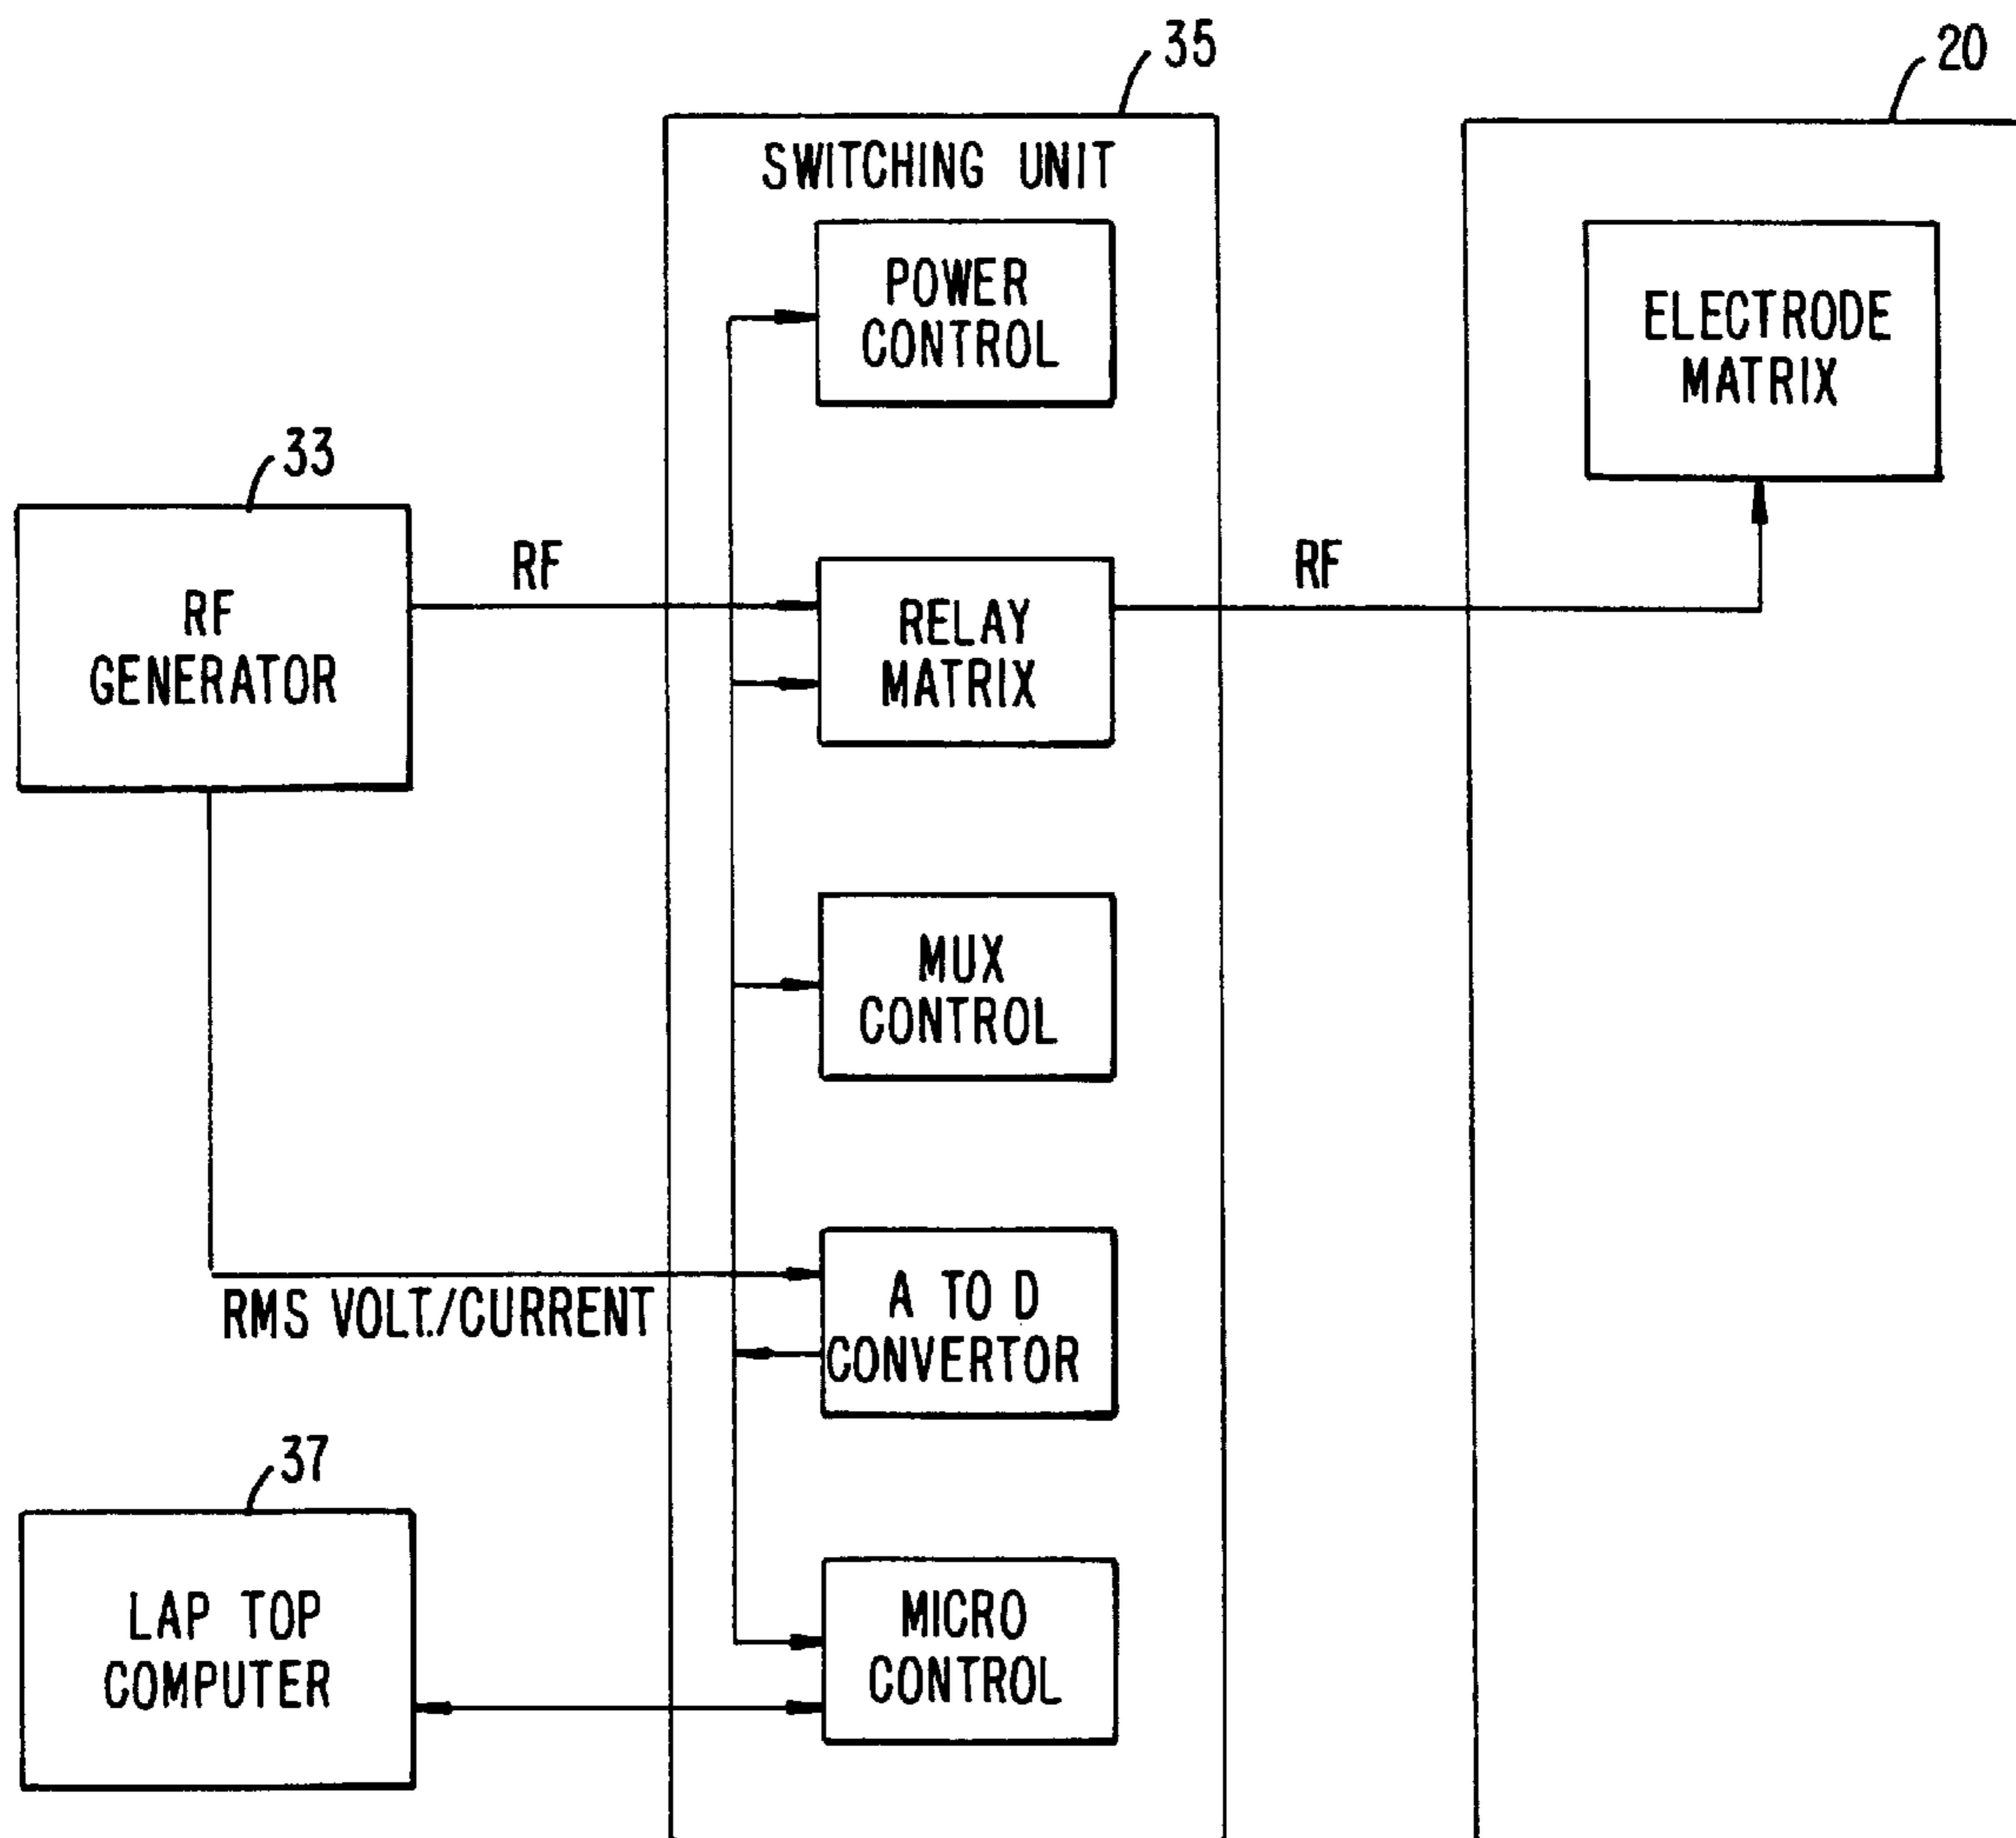 35
20
SWITCHING UNIT
POWER
CONTROL
ELECTRODE
MATRIX
33
RF
GENERATOR
RF
RELAY
MATRIX
RF
MUX
CONTROL
RMS VOLT./CURRENT
A TO D
CONVERTOR
37
LAP TOP
COMPUTER
MICRO
CONTROL